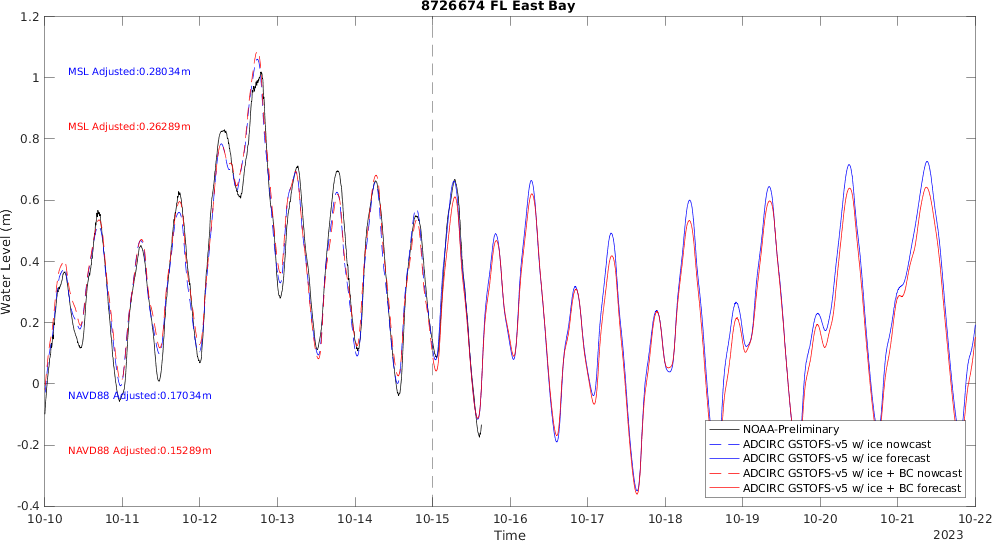 8726674 FL East Bay
Water Level (m)
1.2
1
0.8
0.6
0.4
0.2
0
-0.2
-0.4
MSL Adjusted:0.28034m
MSL Adjusted:0.26289m
NAVD88 Adjusted:0.17034m
NAVD88 Adjusted:0.15289m
NOAA-Preliminary
ADCIRC GSTOFS-v5 w/ ice nowcast
ADCIRC GSTOFS-v5 w/ ice forecast
ADCIRC GSTOFS-v5 w/ ice + BC nowcast
ADCIRC GSTOFS-v5 w/ ice + BC forecast
10-10 10-11 10-12 10-13 10-14 10-15 10-16 10-17 10-18 10-19 10-20 10-21 10-22
Time
2023